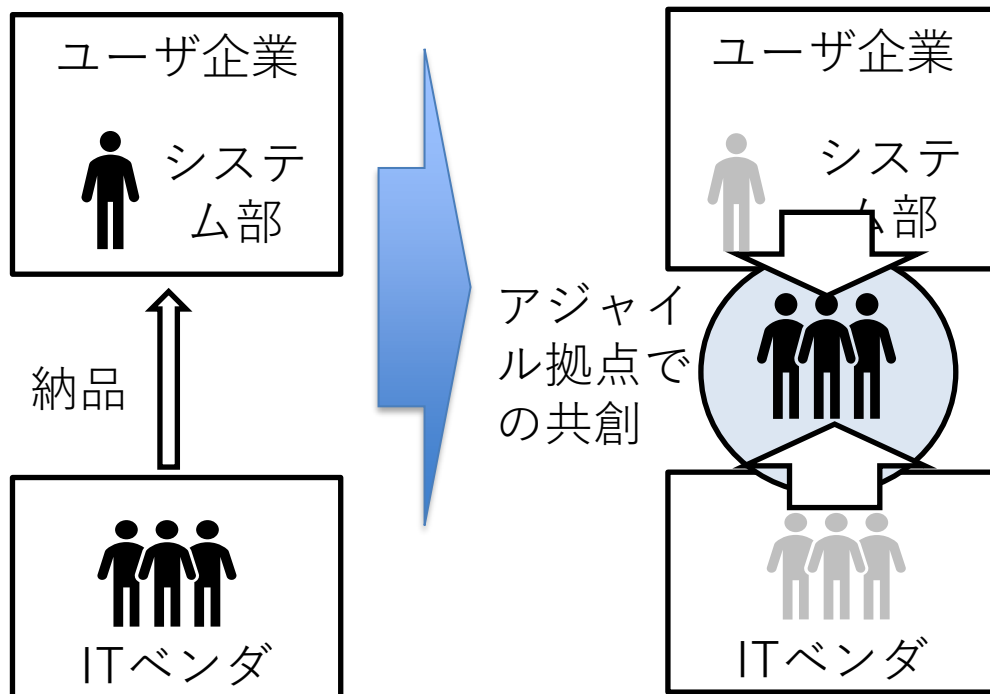 ユーザ企業
システ
ム部
納品
ITベンダ
アジャイ
ル拠点で
の共創
ユーザ企業
システ
ム部
ITベンダ